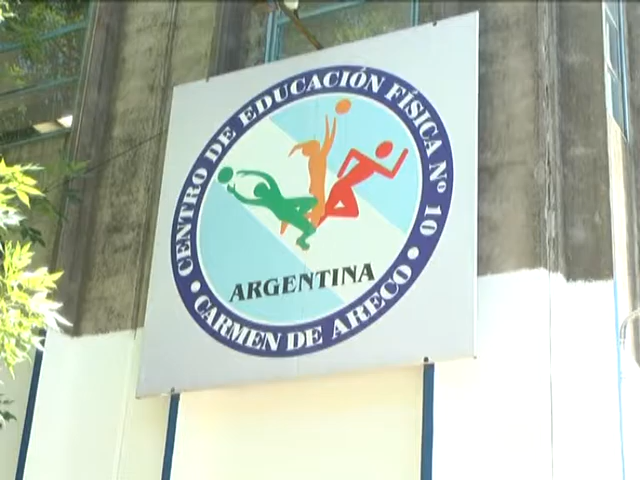 CENTRO DE EDUCACIÓN FÍSICA Nº 10
ARGENTINA
CARMEN DE ARECO